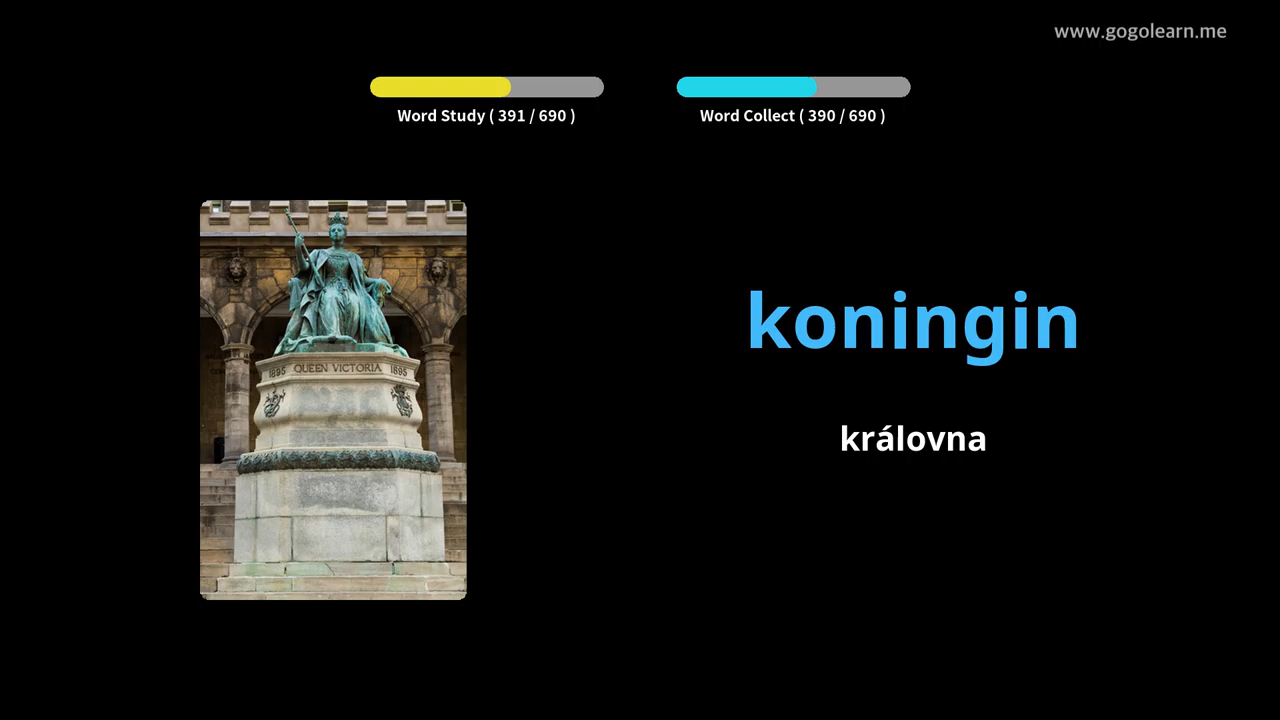 www.gogolearn.me
Word Study ( 391 / 690 )
Word Collect ( 390 / 690 )
1895 QUEEN VICTORIA 1895
koningin
královna